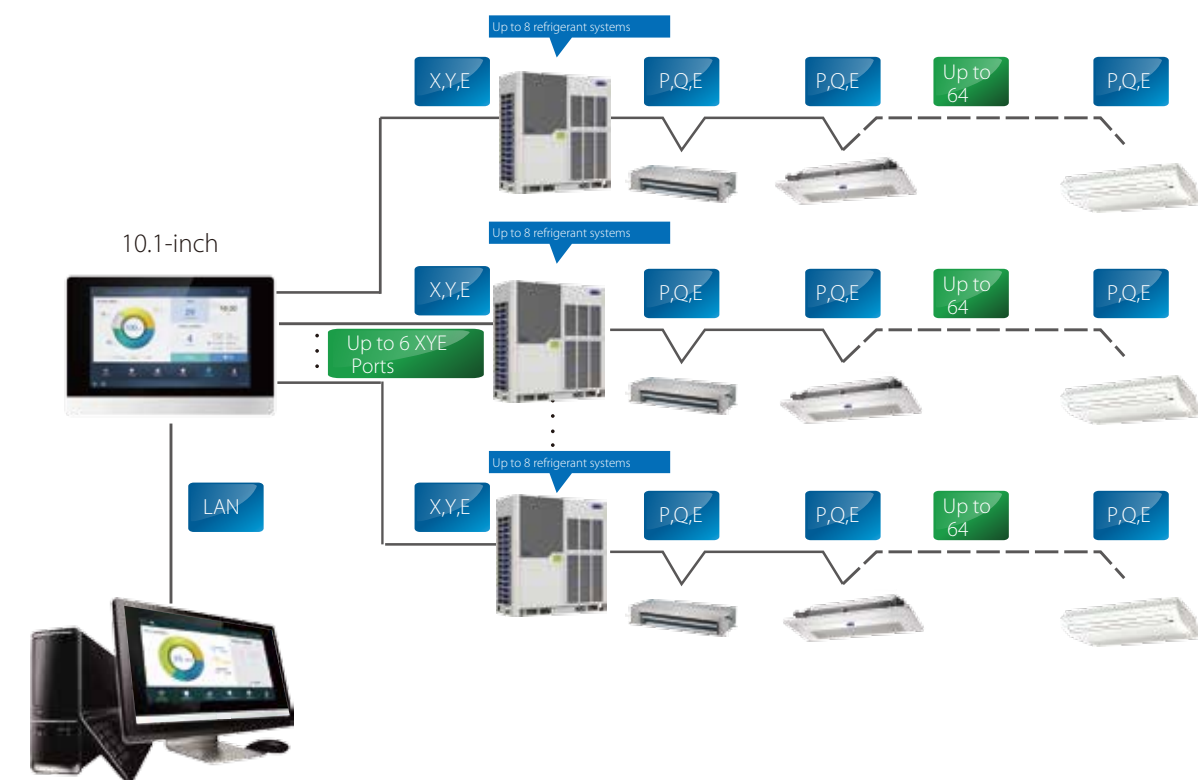 Up to 8 refrigerant systems
X,Y,E
P,Q,E
P,Q,E
Up to
64
P,Q,E
Up to 8 refrigerant systems
10.1-inch
X,Y,E
P,Q,E
P,Q,E
Up to
64
P,Q,E
Up to 6 XYE
Ports
Up to 8 refrigerant systems
LAN
X,Y,E
P,Q,E
P,Q,E
Up to
64
P,Q,E